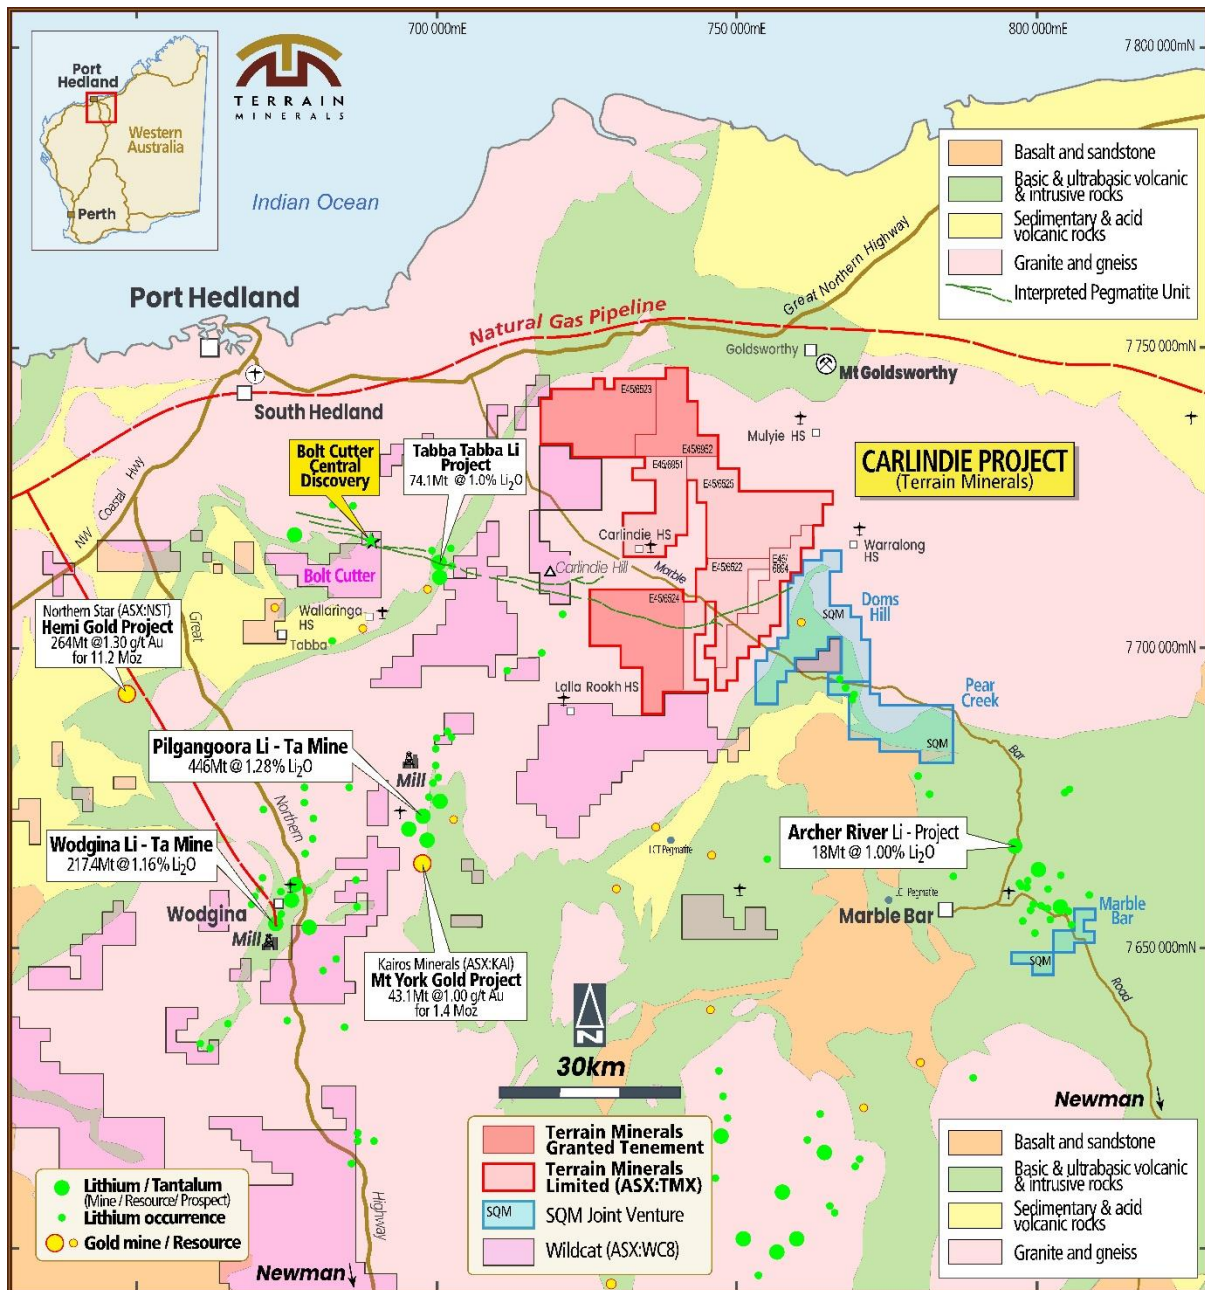 700 000mE
750 000mE
800 000mE
7 800 000mN
Port
Hedland
Western
Australia
Perth
TERRAIN
MINERALS
Indian Ocean
Basalt and sandstone
Basic & ultrabasic volcanic
& intrusive rocks
Sedimentary & acid
volcanic rocks
Granite and gneiss
Interpreted Pegmatite Unit
Great Northern Highway
Port Hedland
Natural Gas Pipeline
Goldsworthy
7 750 000mN
Mt Goldsworthy
South Hedland
E45/6523
E45/6952
Mulyie HS
Bolt Cutter
Central
Discovery
Tabba Tabba Li
Project
74.1Mt @ 1.0% Li2O
E45/6951
E45/6525
CARLINDIE PROJECT
(Terrain Minerals)
NW Coastal Hwy
Carlindie HS
Warralong
HS
Bolt Cutter
Carlindie Hill
Marble
E45/6522
E45/
6864
E45/6524
Doms
Hill
SQM
Northern Star (ASX:NST)
Hemi Gold Project
264Mt @1.30 g/t Au
for 11.2 Moz
Wallaringa
HS
Great
Tabba
7 700 000mN
Lalla Rookh HS
Pear
Creek
SQM
Bar
Pilgangoora Li - Ta Mine
446Mt @ 1.28% Li2O
Mill
Northern
Wodgina Li - Ta Mine
217.4Mt @ 1.16% Li2O
LCT Pegmatite
Archer River Li - Project
18Mt @ 1.00% Li2O
Wodgina
Mill
Marble Bar
Marble
Bar
SQM
7 650 000mN
Kairos Minerals (ASX:KAI)
Mt York Gold Project
43.1Mt @1.00 g/t Au
for 1.4 Moz
Road
N
30km
Newman
Terrain Minerals
Granted Tenement
Terrain Minerals
Limited (ASX:TMX)
SQM
SQM Joint Venture
Wildcat (ASX:WC8)
Basalt and sandstone
Basic & ultrabasic volcanic
& intrusive rocks
Sedimentary & acid
volcanic rocks
Granite and gneiss
Lithium / Tantalum
(Mine / Resource/ Prospect)
Lithium occurrence
Gold mine / Resource
Highway
Newman